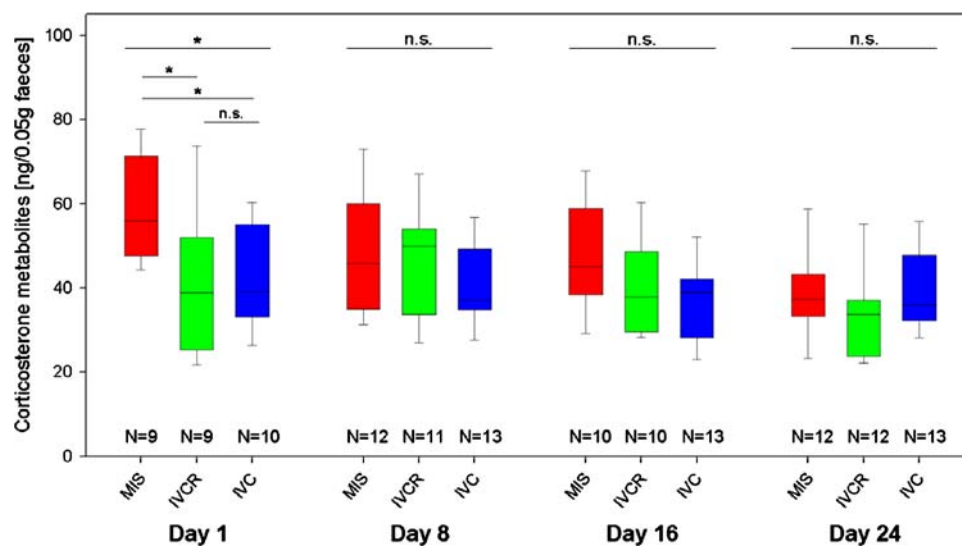 Corticosterone metabolites [ng/0.05g faeces]
100
80
60
40
20
0
* n.s. n.s. n.s.
*
*
n.s.
N=9 N=9 N=10 N=12 N=11 N=13 N=10 N=10 N=13 N=12 N=12 N=13
MIS IVCR IVC MIS IVCR IVC MIS IVCR IVC MIS IVCR IVC
Day 1 Day 8 Day 16 Day 24